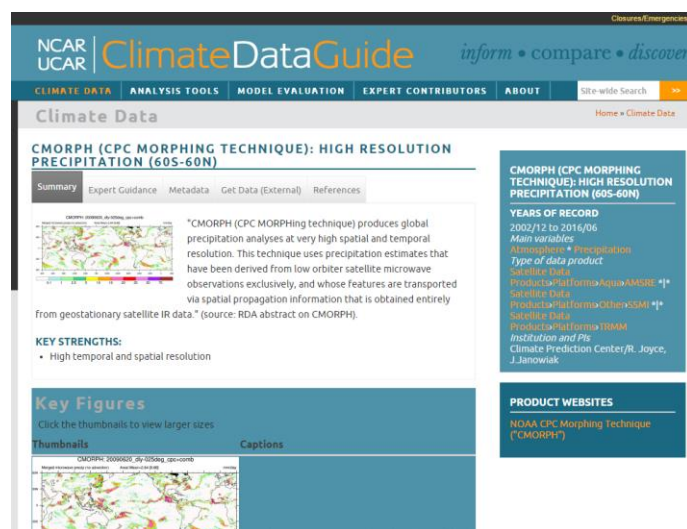 Closures/Emergencies
NCAR
UCAR
ClimateDataGuide
inform • compare • discover
CLIMATE DATA
ANALYSIS TOOLS
MODEL EVALUATION
EXPERT CONTRIBUTORS
ABOUT
Site-wide Search
>>
Climate Data
Home » Climate Data
CMORPH (CPC MORPHING TECHNIQUE): HIGH RESOLUTION
PRECIPITATION (60S-60N)
Summary
Expert Guidance
Metadata
Get Data (External)
References
CMORPH: 20090620_dly-025deg_cpc+comb
"CMORPH (CPC MORPHing technique) produces global
precipitation analyses at very high spatial and temporal
resolution. This technique uses precipitation estimates that
have been derived from low orbiter satellite microwave
observations exclusively, and whose features are transported
via spatial propagation information that is obtained entirely
from geostationary satellite IR data." (source: RDA abstract on CMORPH).
KEY STRENGTHS:
• High temporal and spatial resolution
Key Figures
Click the thumbnails to view larger sizes
Thumbnails
Captions
CMORPH: 20090620_dly-025deg_cpc+comb
CMORPH (CPC MORPHING
TECHNIQUE): HIGH RESOLUTION
PRECIPITATION (60S-60N)
YEARS OF RECORD
2002/12 to 2016/06
Main variables
Atmosphere * Precipitation
Type of data product
Satellite Data
Products»Platforms»Aqua»AMSRE *|*
Satellite Data
Products»Platforms»Other»SSMI *|*
Satellite Data
Products»Platforms»TRMM
Institution and PIs
Climate Prediction Center/R. Joyce,
J.Janowiak
PRODUCT WEBSITES
NOAA CPC Morphing Technique
("CMORPH")